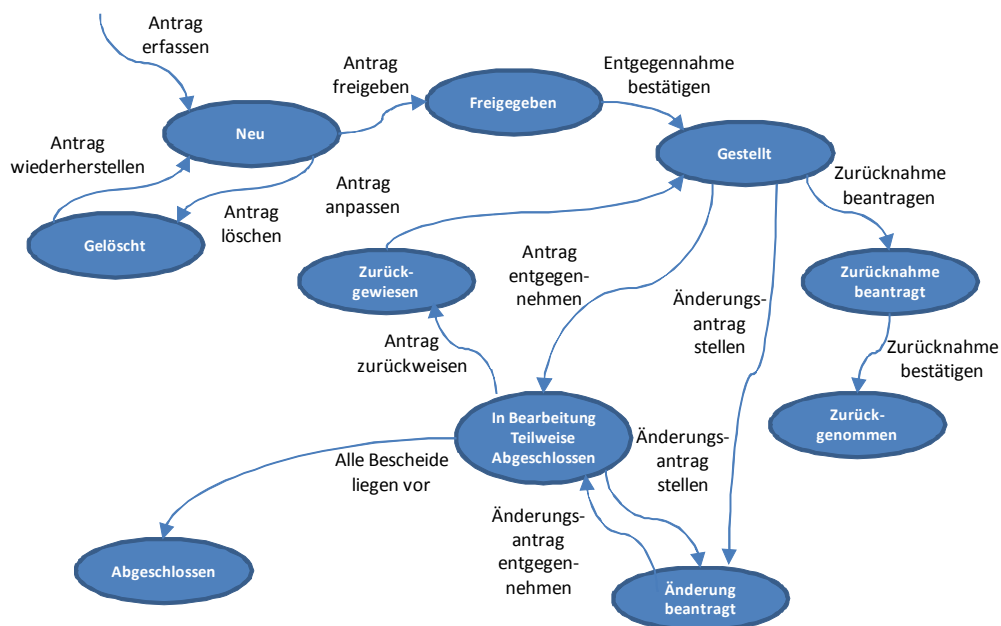 Antrag
erfassen
Antrag
freigeben
Freigegeben
Entgegennahme
bestätigen
Neu
Gestellt
Antrag
wiederherstellen
Antrag
löschen
Antrag
anpassen
Zurücknahme
beantragen
Gelöscht
Zurück-
gewiesen
Antrag
entgegen-
nehmen
Änderungs-
antrag
stellen
Zurücknahme
beantragt
Antrag
zurückweisen
Zurücknahme
bestätigen
In Bearbeitung
Teilweise
Abgeschlossen
Zurück-
genommen
Alle Bescheide
liegen vor
Änderungs-
antrag
stellen
Änderungs-
antrag
entgegen-
nehmen
Abgeschlossen
Änderung
beantragt